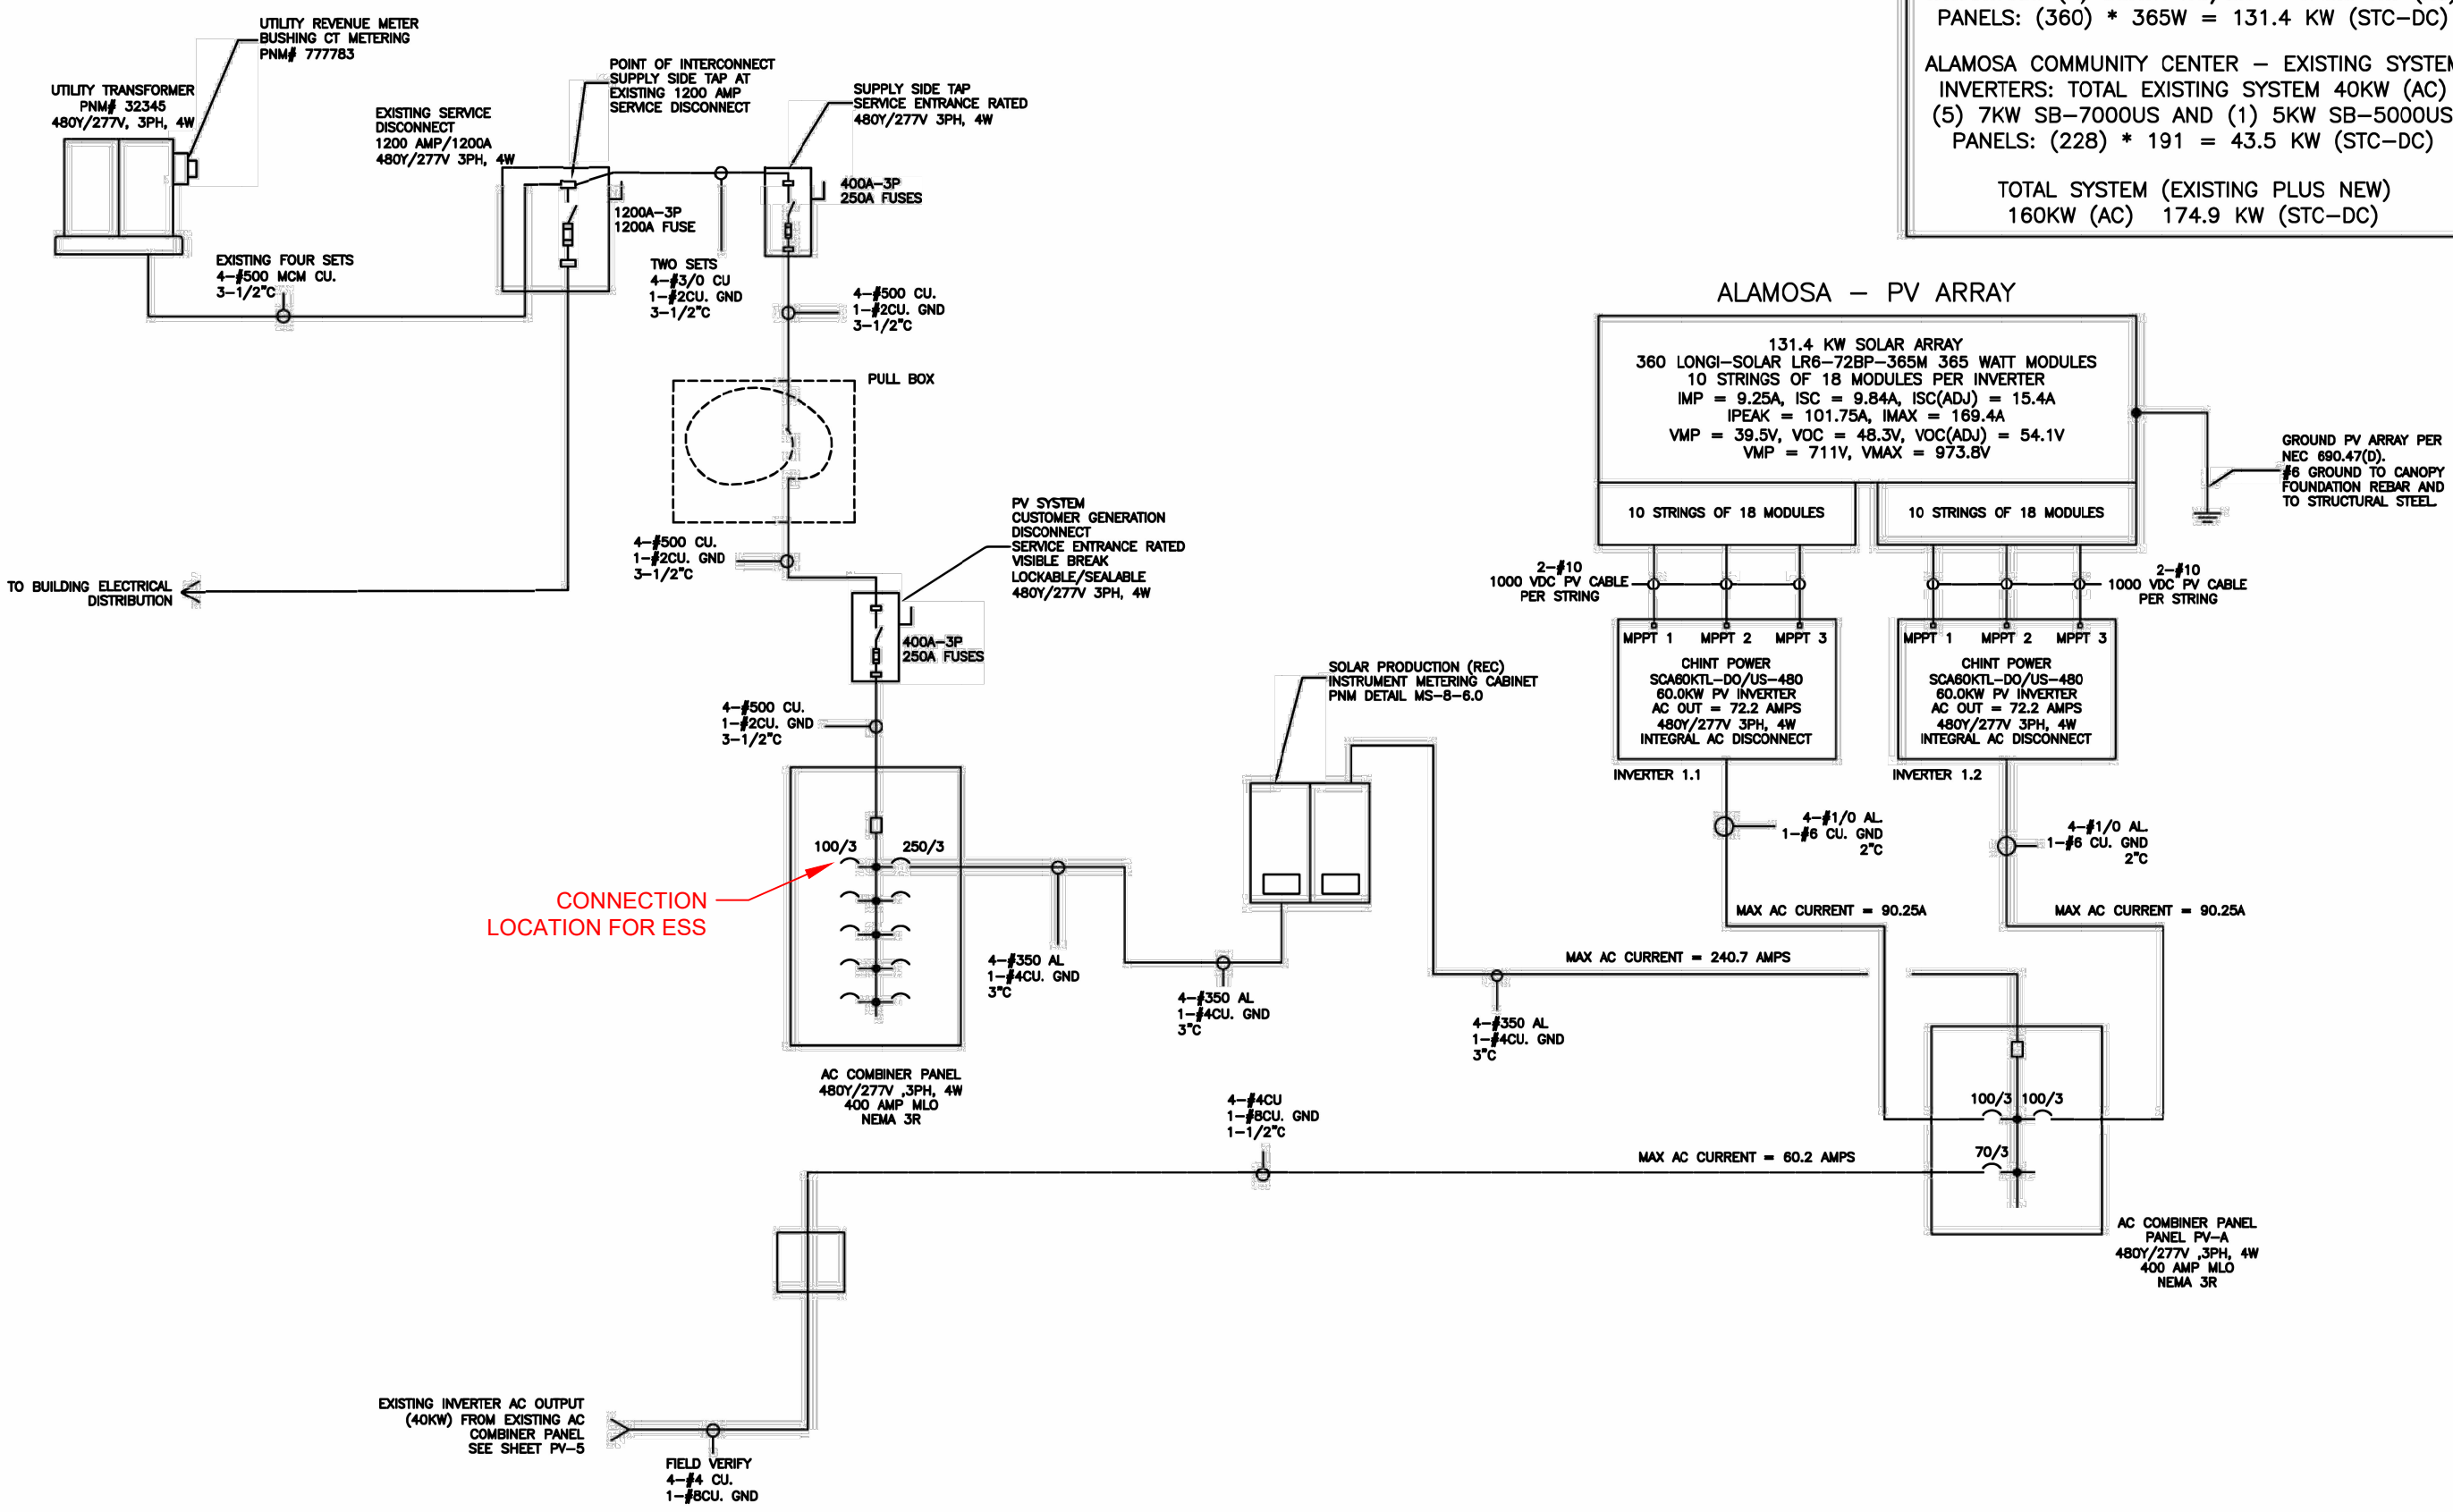 UTILITY REVENUE METER
BUSHING CT METERING
PNM# 777783
UTILITY TRANSFORMER
PNM# 32345
480Y/277V, 3PH, 4W
EXISTING SERVICE
DISCONNECT
1200 AMP/1200A
480Y/277V 3PH, 4W
POINT OF INTERCONNECT
SUPPLY SIDE TAP AT
EXISTING 1200 AMP
SERVICE DISCONNECT
SUPPLY SIDE TAP
SERVICE ENTRANCE RATED
480Y/277V 3PH, 4W
PANELS: (360) * 365W = 131.4 KW (STC-DC)
ALAMOSA COMMUNITY CENTER - EXISTING SYSTEM
INVERTERS: TOTAL EXISTING SYSTEM 40KW (AC)
(5) 7KW SB-7000US AND (1) 5KW SB-5000US
PANELS: (228) * 191 = 43.5 KW (STC-DC)
TOTAL SYSTEM (EXISTING PLUS NEW)
160KW (AC) 174.9 KW (STC-DC)
1200A-3P
1200A FUSE
400A-3P
250A FUSES
EXISTING FOUR SETS
4-#500 MCM CU.
3-1/2"C
TWO SETS
4-#3/0 CU
1-#2CU. GND
3-1/2"C
4-#500 CU.
1-#2CU. GND
3-1/2"C
PULL BOX
4-#500 CU.
1-#2CU. GND
3-1/2"C
PV SYSTEM
CUSTOMER GENERATION
DISCONNECT
SERVICE ENTRANCE RATED
VISIBLE BREAK
LOCKABLE/SEALABLE
480Y/277V 3PH, 4W
TO BUILDING ELECTRICAL
DISTRIBUTION
400A-3P
250A FUSES
4-#500 CU.
1-#2CU. GND
3-1/2"C
ALAMOSA - PV ARRAY
131.4 KW SOLAR ARRAY
360 LONGI-SOLAR LR6-72BP-365M 365 WATT MODULES
10 STRINGS OF 18 MODULES PER INVERTER
IMP = 9.25A, ISC = 9.84A, ISC(ADJ) = 15.4A
IPEAK = 101.75A, IMAX = 169.4A
VMP = 39.5V, VOC = 48.3V, VOC(ADJ) = 54.1V
VMP = 711V, VMAX = 973.8V
10 STRINGS OF 18 MODULES
10 STRINGS OF 18 MODULES
GROUND PV ARRAY PER
NEC 690.47(D).
#6 GROUND TO CANOPY
FOUNDATION REBAR AND
TO STRUCTURAL STEEL.
2-#10
1000 VDC PV CABLE
PER STRING
2-#10
1000 VDC PV CABLE
PER STRING
MPPT 1 MPPT 2 MPPT 3
CHINT POWER
SCA60KTL-DO/US-480
60.0KW PV INVERTER
AC OUT = 72.2 AMPS
480Y/277V 3PH, 4W
INTEGRAL AC DISCONNECT
INVERTER 1.1
MPPT 1 MPPT 2 MPPT 3
CHINT POWER
SCA60KTL-DO/US-480
60.0KW PV INVERTER
AC OUT = 72.2 AMPS
480Y/277V 3PH, 4W
INTEGRAL AC DISCONNECT
INVERTER 1.2
SOLAR PRODUCTION (REC)
INSTRUMENT METERING CABINET
PNM DETAIL MS-8-6.0
4-#1/0 AL.
1-#6 CU. GND
2"C
4-#1/0 AL.
1-#6 CU. GND
2"C
100/3 250/3
CONNECTION
LOCATION FOR ESS
MAX AC CURRENT = 90.25A
MAX AC CURRENT = 90.25A
MAX AC CURRENT = 240.7 AMPS
4-#350 AL
1-#4CU. GND
3"C
4-#350 AL
1-#4CU. GND
3"C
4-#350 AL
1-#4CU. GND
3"C
AC COMBINER PANEL
480Y/277V ,3PH, 4W
400 AMP MLO
NEMA 3R
4-#4CU
1-#8CU. GND
1-1/2"C
100/3 100/3
70/3
MAX AC CURRENT = 60.2 AMPS
AC COMBINER PANEL
PANEL PV-A
480Y/277V ,3PH, 4W
400 AMP MLO
NEMA 3R
EXISTING INVERTER AC OUTPUT
(40KW) FROM EXISTING AC
COMBINER PANEL
SEE SHEET PV-5
FIELD VERIFY
4-#4 CU.
1-#8CU. GND